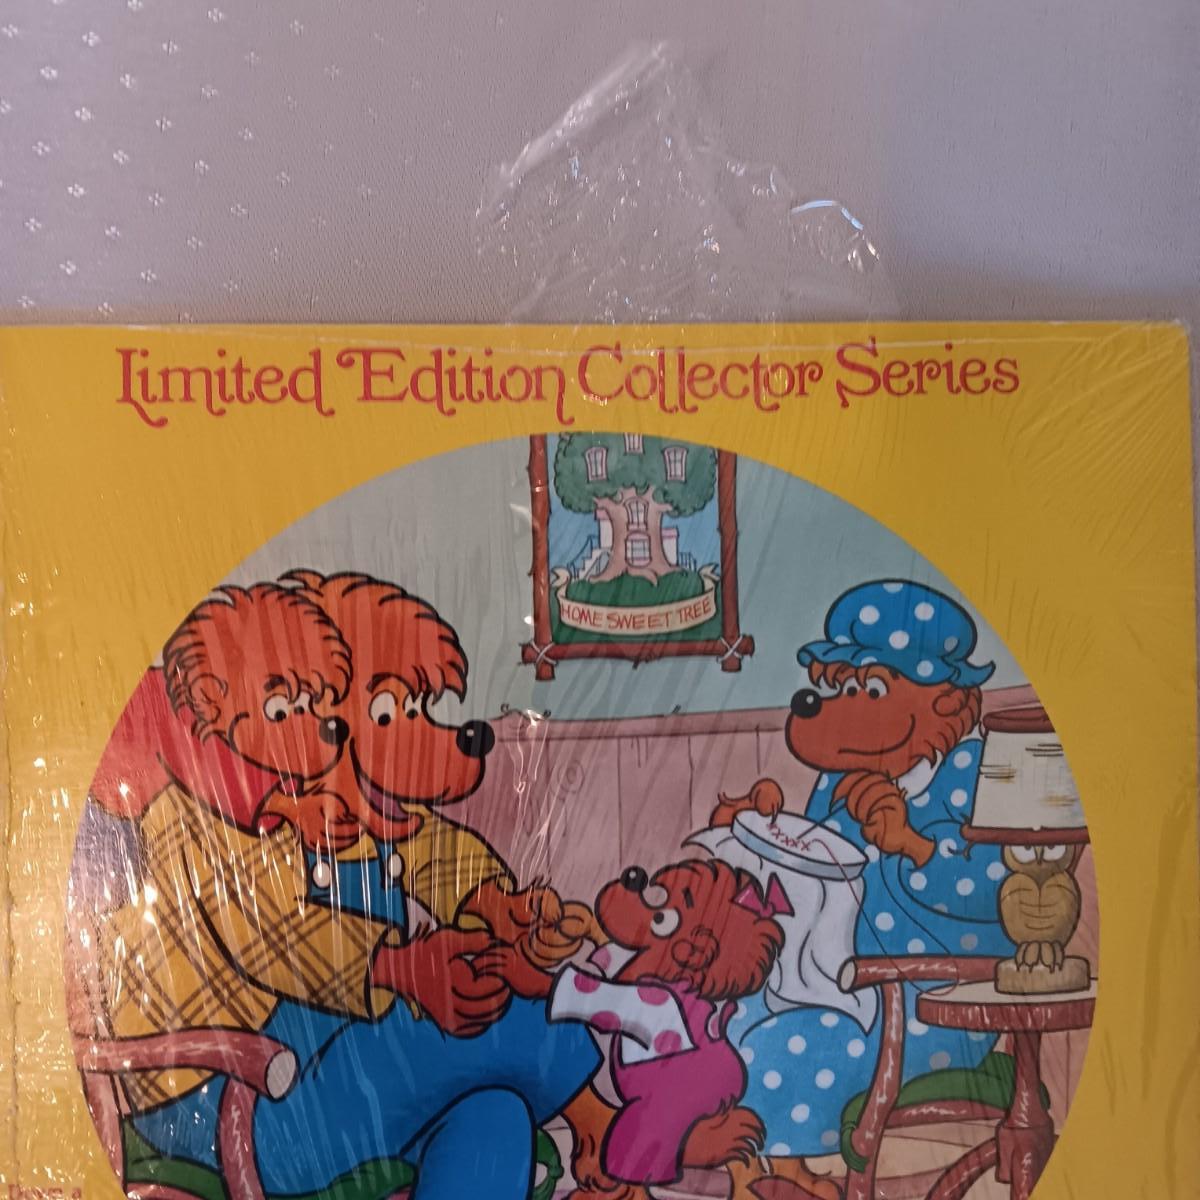 Limited Edition Collector Series
HOME SWEET TREE